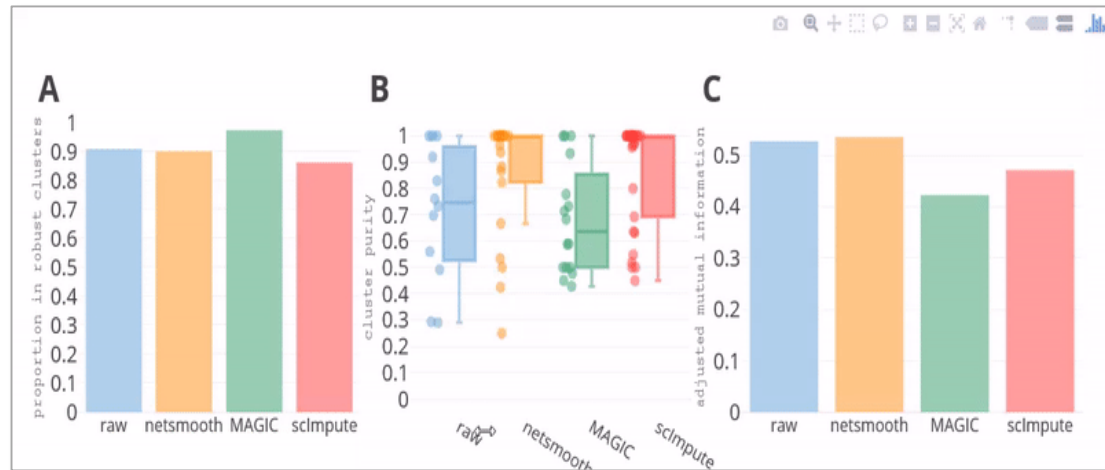 A
proportion in robust clusters
1
0.9
0.8
0.7
0.6
0.5
0.4
0.3
0.2
0.1
0
raw netsmooth MAGIC scImpute
B
cluster purity
1
0.9
0.8
0.7
0.6
0.5
0.4
0.3
0.2
0.1
0
raw
netsmooth
MAGIC
scImpute
C
adjusted mutual information
0.5
0.4
0.3
0.2
0.1
0
raw netsmooth MAGIC scImpute